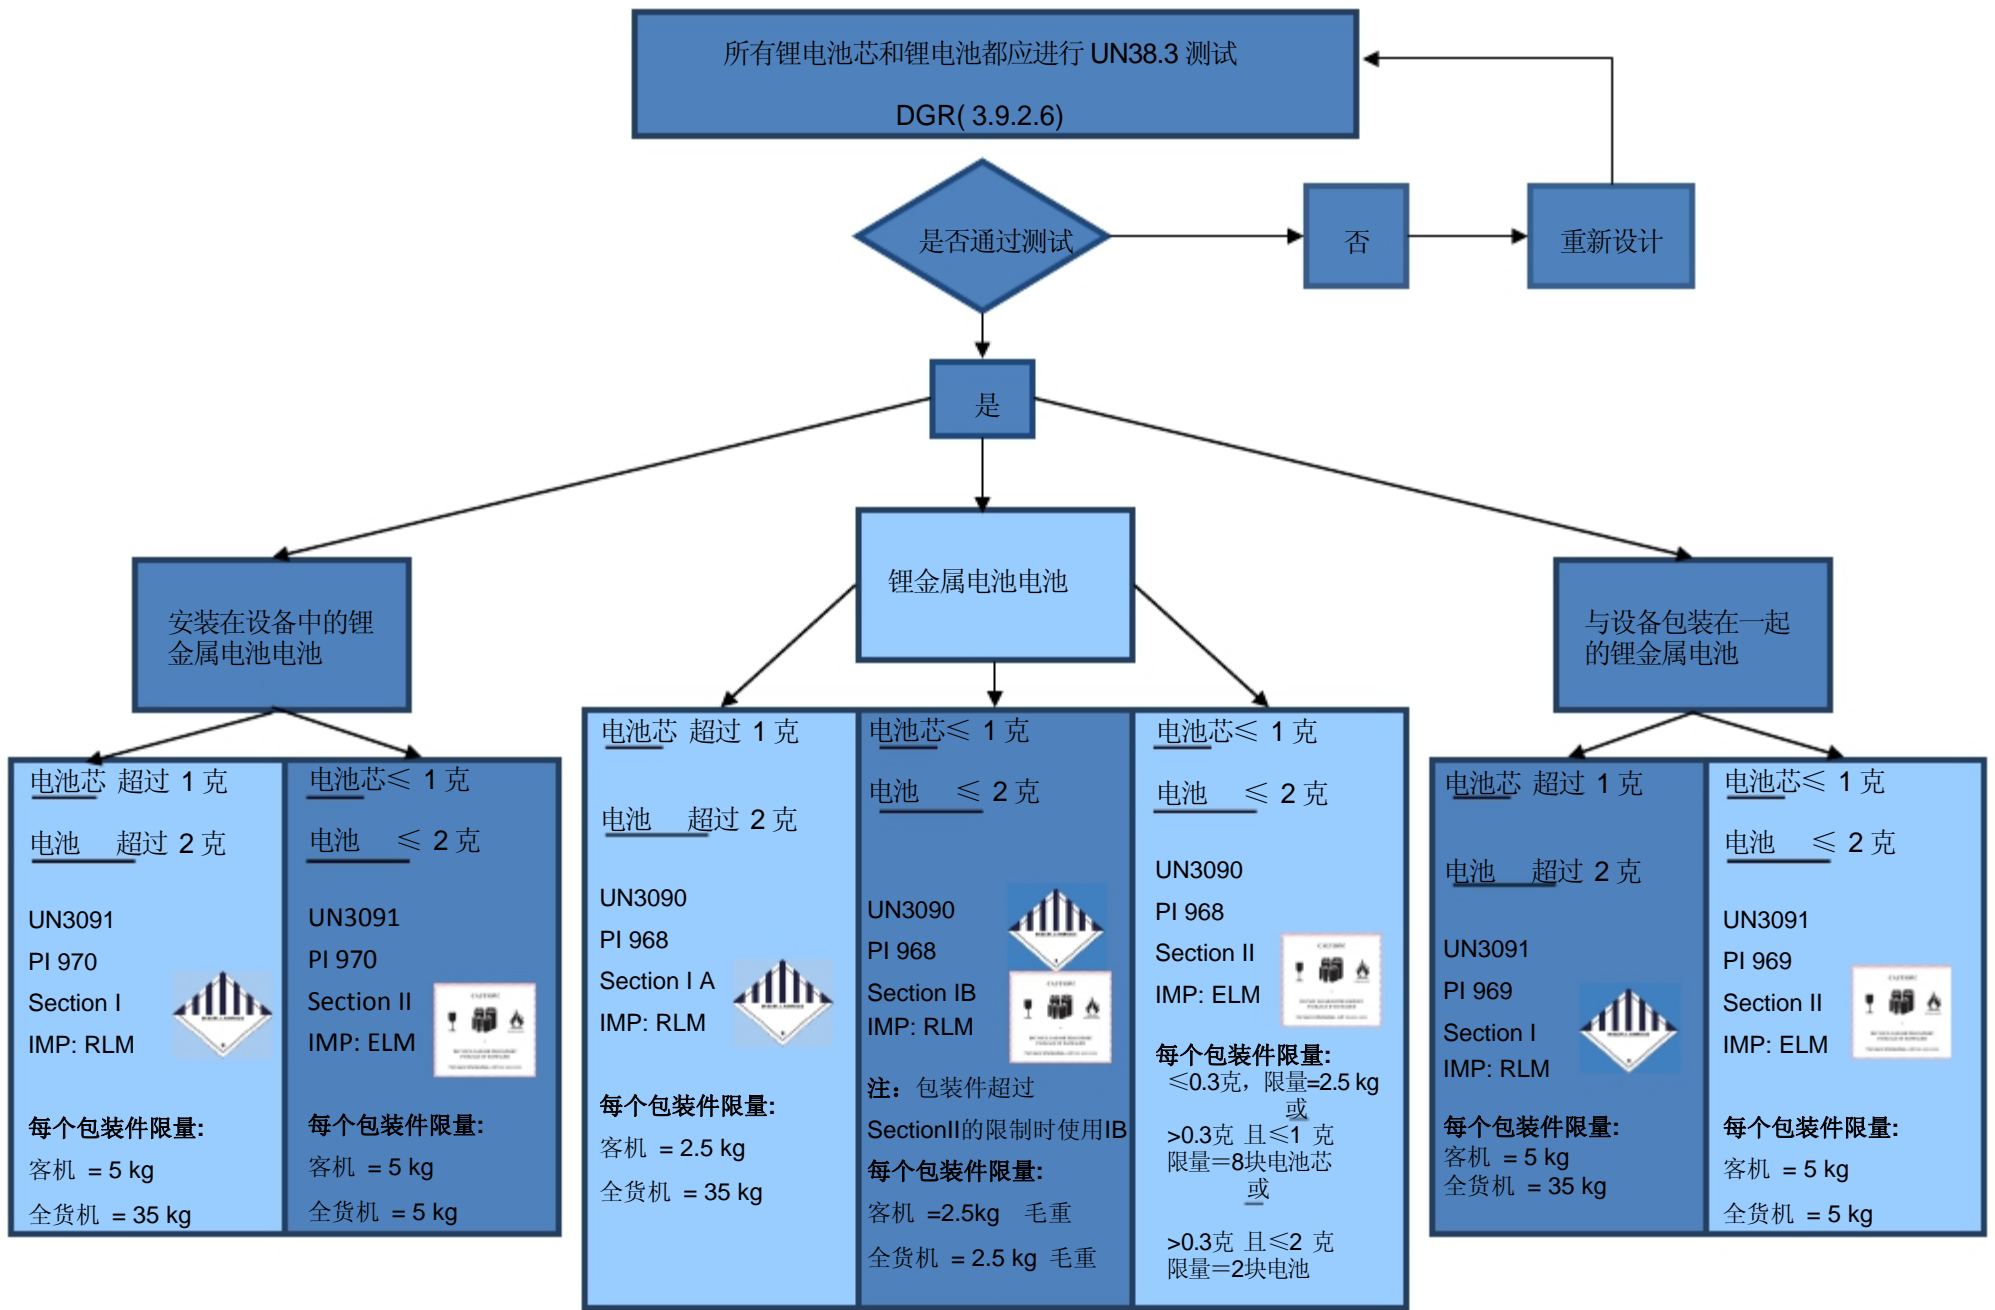 所有锂电池芯和锂电池都应进行 UN38.3 测试
DGR( 3.9.2.6)
是否通过测试
否
重新设计
是
安装在设备中的锂
金属电池电池
锂金属电池电池
与设备包装在一起
的锂金属电池
电池芯 超过 1 克
电池 超过 2 克
UN3091
PI 970
Section I
IMP: RLM
每个包装件限量:
客机 = 5 kg
全货机 = 35 kg
电池芯≤ 1 克
电池 ≤ 2 克
UN3091
PI 970
Section II
IMP: ELM
每个包装件限量:
客机 = 5 kg
全货机 = 5 kg
电池芯 超过 1 克
电池 超过 2 克
UN3090
PI 968
Section I A
IMP: RLM
每个包装件限量:
客机 = 2.5 kg
全货机 = 35 kg
电池芯≤ 1 克
电池 ≤ 2 克
UN3090
PI 968
Section IB
IMP: RLM
注：包装件超过
SectionII的限制时使用IB
每个包装件限量:
客机 =2.5kg 毛重
全货机 = 2.5 kg 毛重
电池芯≤ 1 克
电池 ≤ 2 克
UN3090
PI 968
Section II
IMP: ELM
每个包装件限量:
≤0.3克，限量=2.5 kg
或
>0.3克 且≤1 克
限量＝8块电池芯
或
>0.3克 且≤2 克
限量＝2块电池
电池芯 超过 1 克
电池 超过 2 克
UN3091
PI 969
Section I
IMP: RLM
每个包装件限量:
客机 = 5 kg
全货机 = 35 kg
电池芯≤ 1 克
电池 ≤ 2 克
UN3091
PI 969
Section II
IMP: ELM
每个包装件限量:
客机 = 5 kg
全货机 = 5 kg